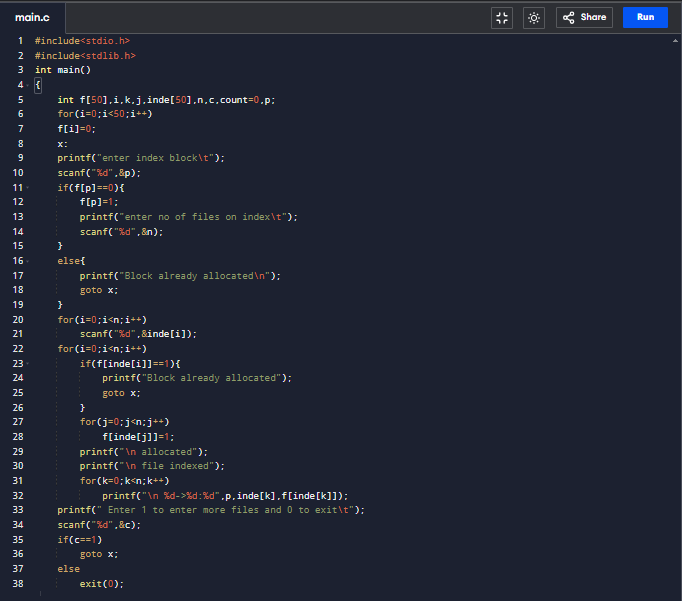 main.c Share Run
1 #include<stdio.h>
2 #include<stdlib.h>
3 int main()
4 {
5 int f[50],i,k,j,inde[50],n,c,count=0,p;
6 for(i=0;i<50;i++)
7 f[i]=0;
8 x:
9 printf("enter index block\t");
10 scanf("%d",&p);
11 if(f[p]==0){
12 f[p]=1;
13 printf("enter no of files on index\t");
14 scanf("%d",&n);
15 }
16 else{
17 printf("Block already allocated\n");
18 goto x;
19 }
20 for(i=0;i<n;i++)
21 scanf("%d",&inde[i]);
22 for(i=0;i<n;i++)
23 if(f[inde[i]]==1){
24 printf("Block already allocated");
25 goto x;
26 }
27 for(j=0;j<n;j++)
28 f[inde[j]]=1;
29 printf("\n allocated");
30 printf("\n file indexed");
31 for(k=0;k<n;k++)
32 printf("\n %d->%d:%d",p,inde[k],f[inde[k]]);
33 printf(" Enter 1 to enter more files and 0 to exit\t");
34 scanf("%d",&c);
35 if(c==1)
36 goto x;
37 else
38 exit(0);